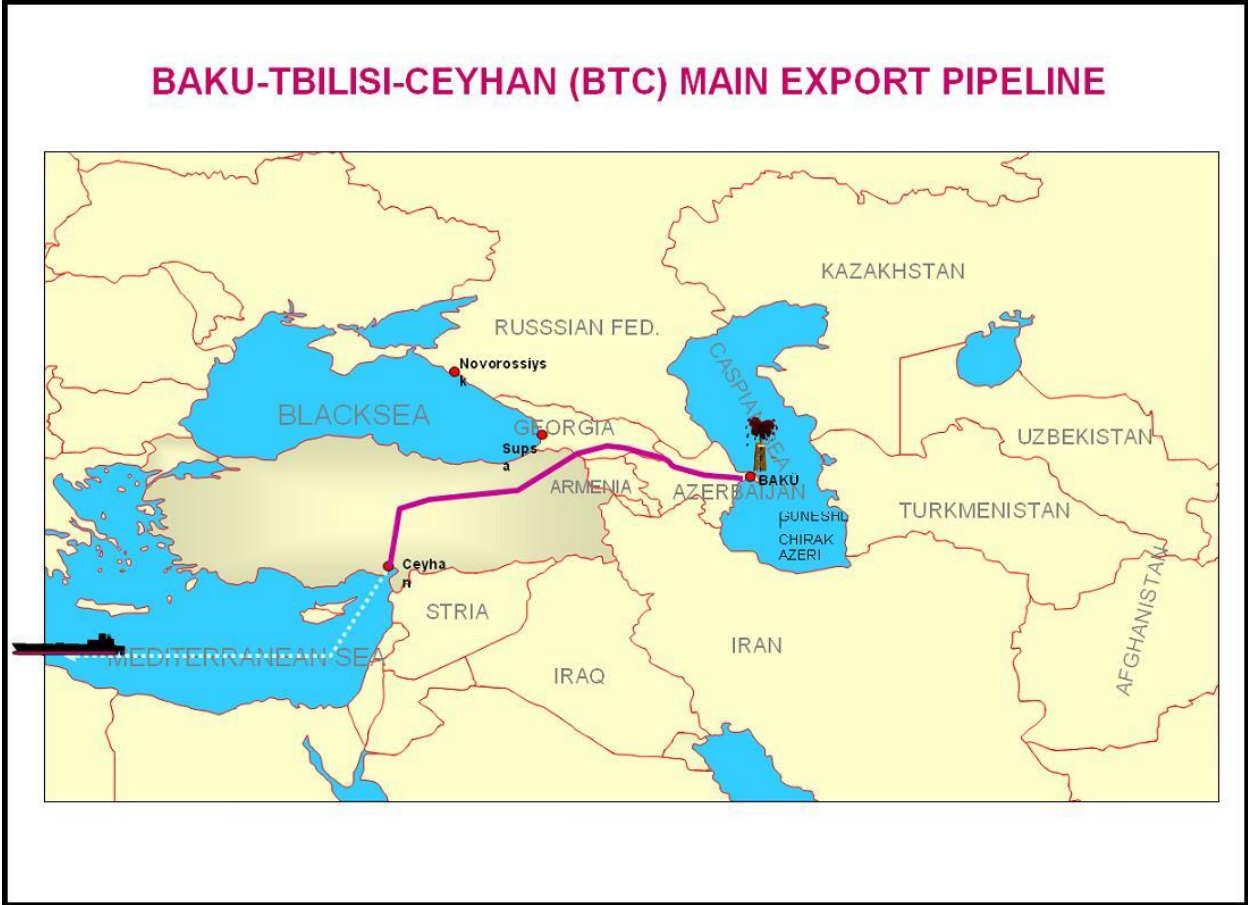 BAKU-TBILISI-CEYHAN (BTC) MAIN EXPORT PIPELINE
KAZAKHSTAN
RUSSSIAN FED.
CASPIAN SEA
Novorossiys
k
BLACKSEA
GEORGIA
Sups
a
UZBEKISTAN
BAKÜ
ARMENIA
AZERBAIJAN
TURKMENISTAN
CHIRAK
AZERI
Ceyha
n
STRIA
AFGHANISTAN
IRAN
MEDITERRANEAN SEA
IRAQ